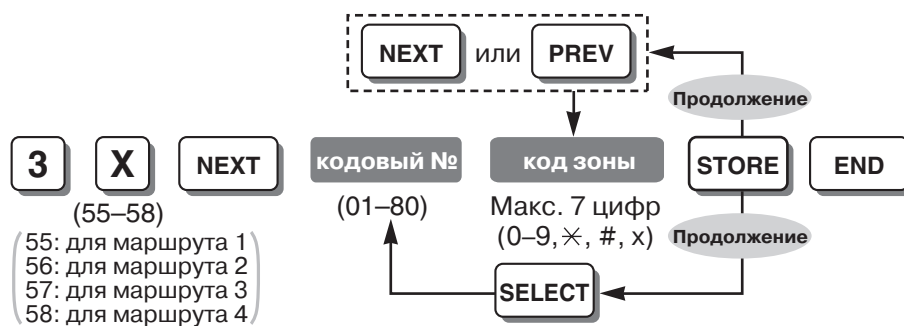 NEXT или PREV
Продолжение
3 X NEXT кодовый № код зоны STORE END
(55–58) (01–80) Макс. 7 цифр
(0–9, ✳, #, x) Продолжение
55: для маршрута 1
56: для маршрута 2
57: для маршрута 3
58: для маршрута 4
SELECT